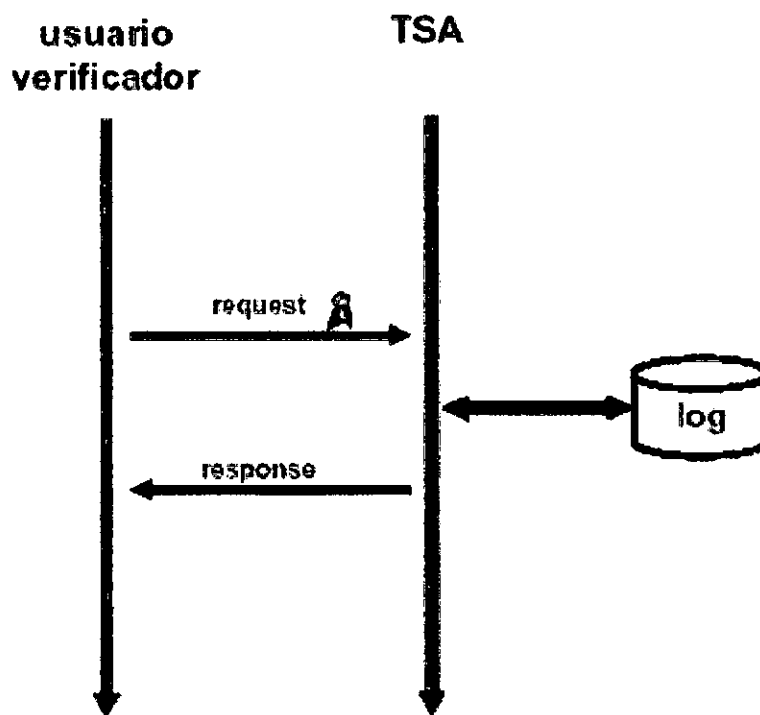 usuario
verificador
TSA
request
log
response